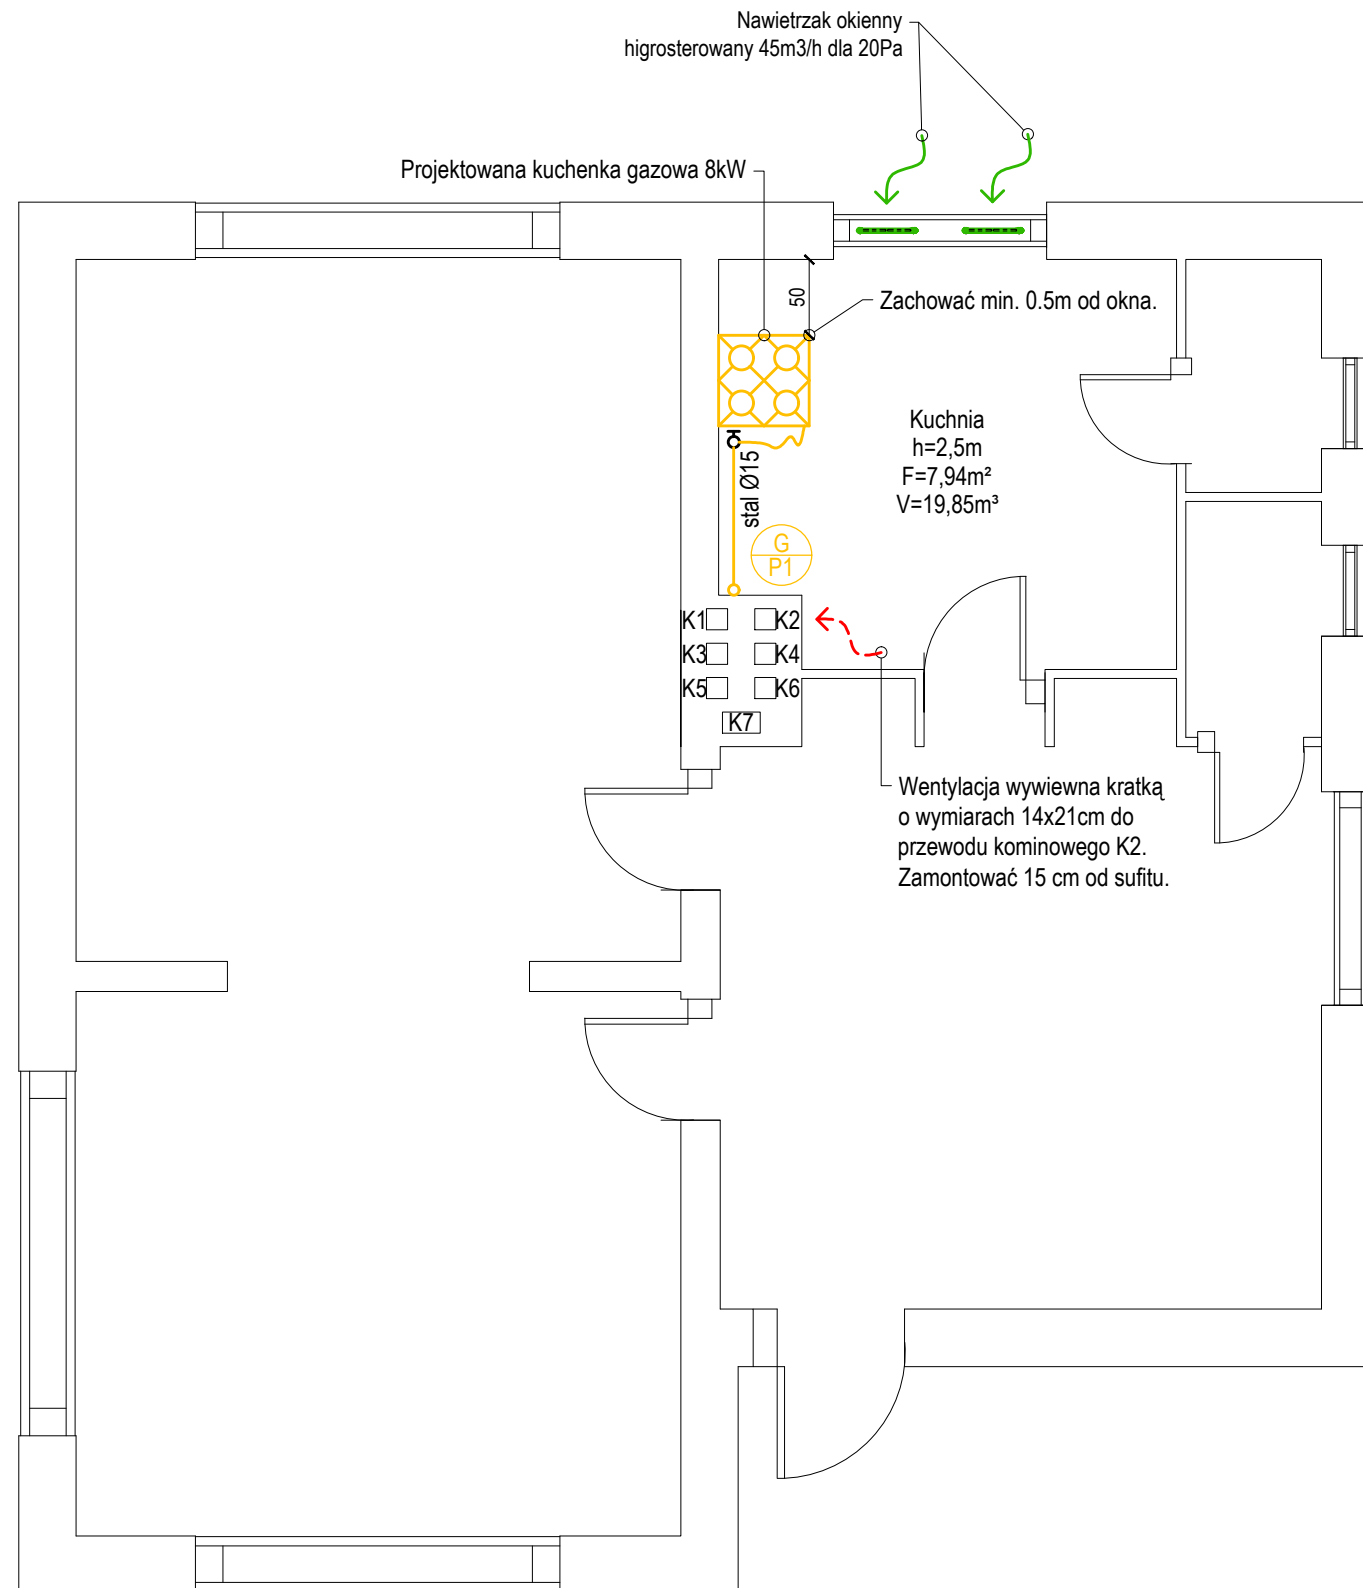 Nawietrzak okienny
higrosterowany 45m3/h dla 20Pa
Projektowana kuchenka gazowa 8kW
50
Zachować min. 0.5m od okna.
Kuchnia
h=2,5m
F=7,94m²
V=19,85m³
stal Ø15
G
P1
K1
K2
K3
K4
K5
K6
K7
Wentylacja wywiewna kratką
o wymiarach 14x21cm do
przewodu kominowego K2.
Zamontować 15 cm od sufitu.